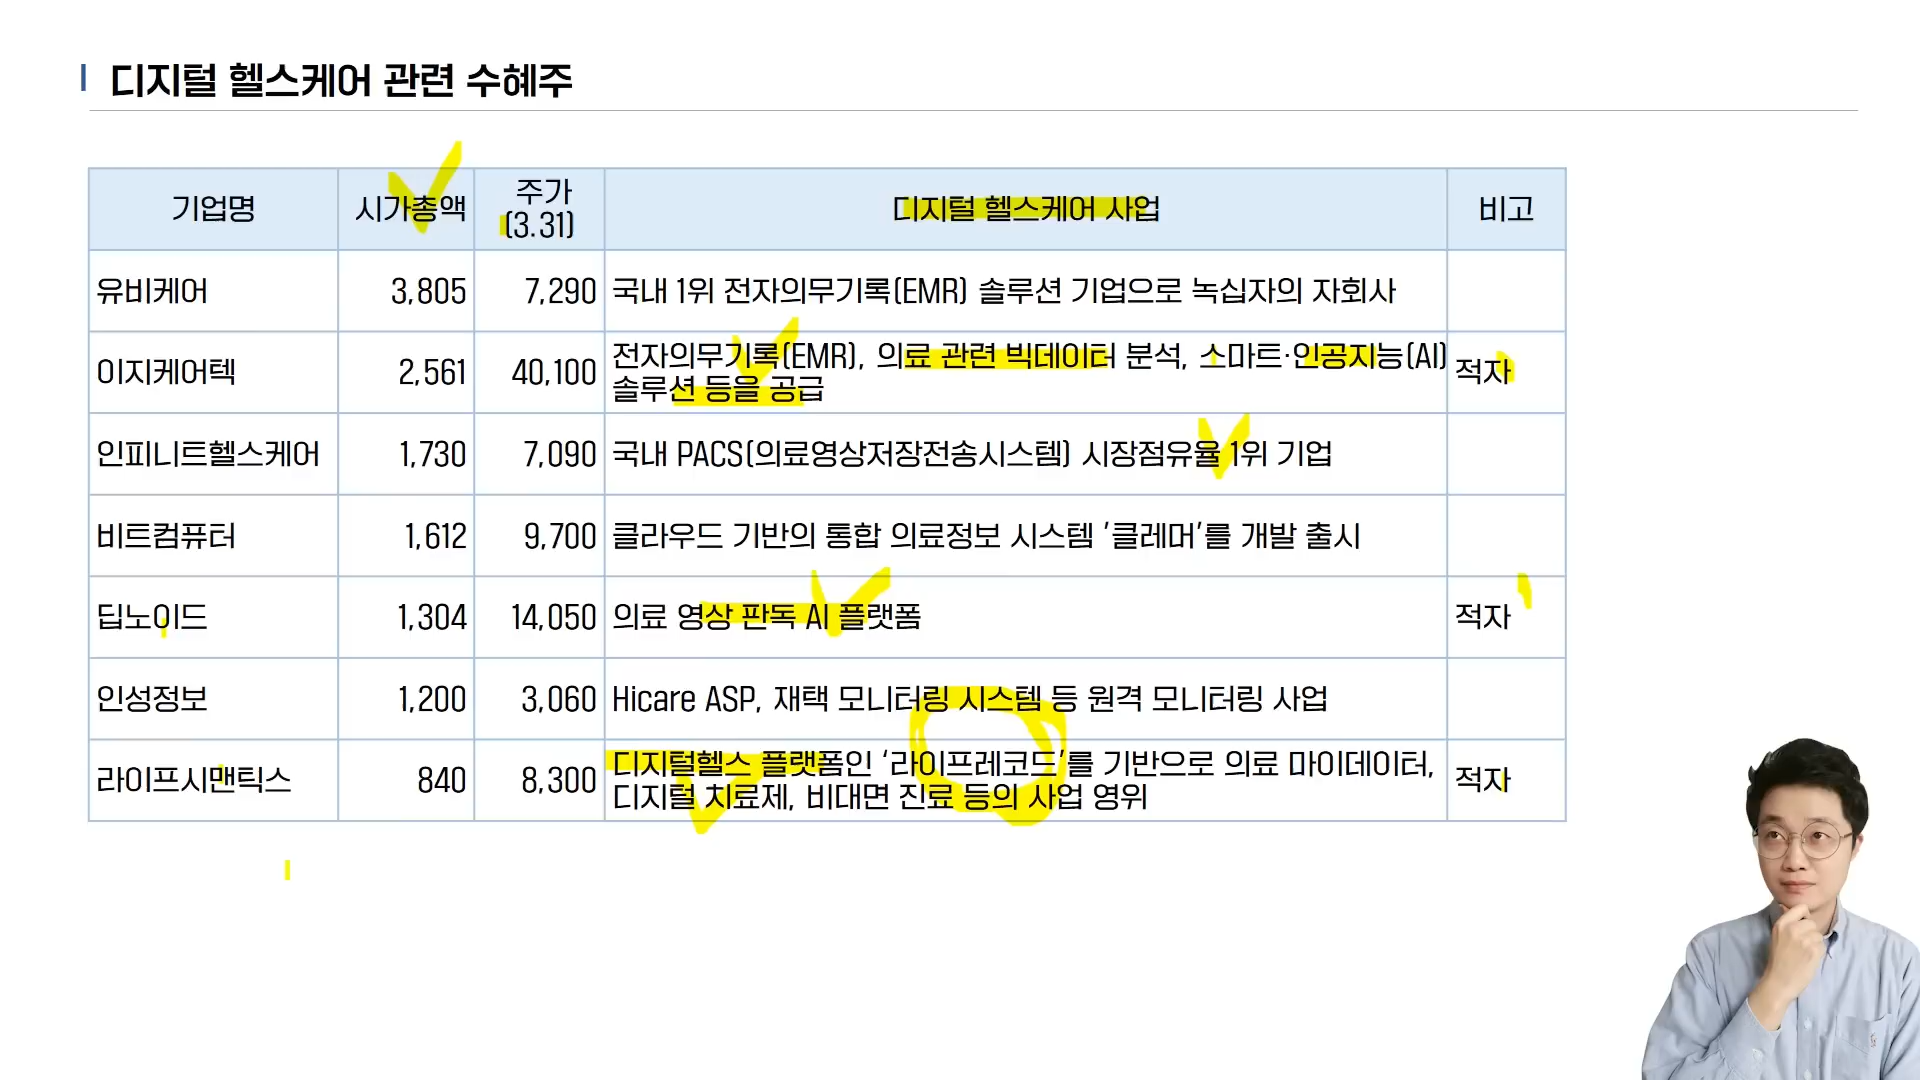 디지털 헬스케어 관련 수혜주
기업명 시가총액 주가 (3.31) 디지털 헬스케어 사업 비고
유비케어 3,805 7,290 국내 1위 전자의무기록(EMR) 솔루션 기업으로 녹십자의 자회사
이지케어텍 2,561 40,100 전자의무기록(EMR), 의료 관련 빅데이터 분석, 스마트·인공지능(AI) 적자
솔루션 등을 공급
인피니트헬스케어 1,730 7,090 국내 PACS(의료영상저장전송시스템) 시장점유율 1위 기업
비트컴퓨터 1,612 9,700 클라우드 기반의 통합 의료정보 시스템 '클레머'를 개발 출시
딥노이드 1,304 14,050 의료 영상 판독 AI 플랫폼 적자
인성정보 1,200 3,060 Hicare ASP, 재택 모니터링 시스템 등 원격 모니터링 사업
라이프시맨틱스 840 8,300 디지털헬스 플랫폼인 '라이프레코드'를 기반으로 의료 마이데이터, 적자
디지털 치료제, 비대면 진료 등의 사업 영위